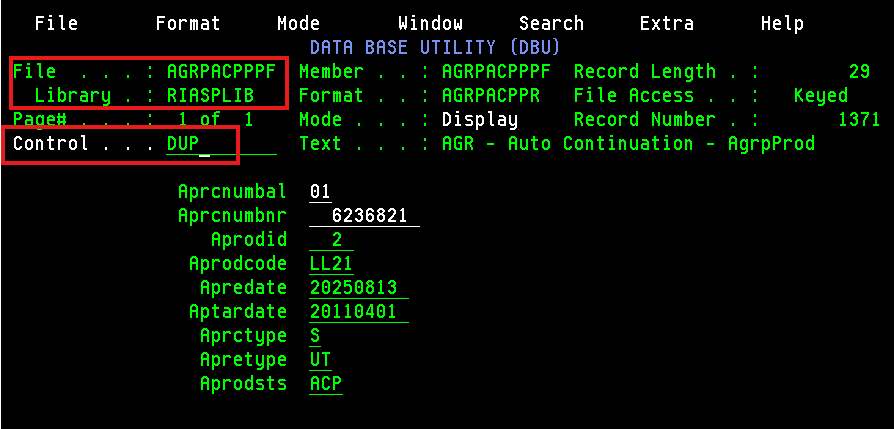 File Format Mode Window Search Extra Help
DATA BASE UTILITY (DBU)
File . . . : AGRPACPPPF Member . . : AGRPACPPPF Record Length . : 29
Library . : RIASPLIB Format . . : AGRPACPPR File Access . . : Keyed
Page# . . . : 1 of 1 Mode . . . : Display Record Number . : 1371
Control . . . DUP Text . . . : AGR - Auto Continuation - AgrpProd
Aprcnumbal 01
Aprcnumbnr 6236821
Aprodid 2
Aprodcode LL21
Apredate 20250813
Aptardate 20110401
Aprctype S
Apretype UT
Aprodsts ACP